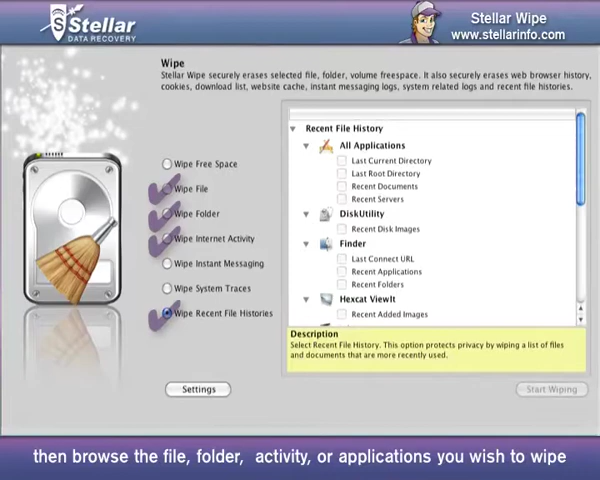 Stellar
DATA RECOVERY
Stellar Wipe
www.stellarinfo.com
Wipe
Stellar Wipe securely erases selected file, folder, volume freespace. It also securely erases web browser history,
cookies, download list, website cache, instant messaging logs, system related logs and recent file histories.
Wipe Free Space
Wipe File
Wipe Folder
Wipe Internet Activity
Wipe Instant Messaging
Wipe System Traces
Wipe Recent File Histories
Settings
Recent File History
All Applications
Last Current Directory
Last Root Directory
Recent Documents
Recent Servers
DiskUtility
Recent Disk Images
Finder
Last Connect URL
Recent Applications
Recent Folders
Hexcat ViewIt
Recent Added Images
Description
Select Recent File History. This option protects privacy by wiping a list of files
and documents that are more recently used.
Start Wiping
then browse the file, folder, activity, or applications you wish to wipe